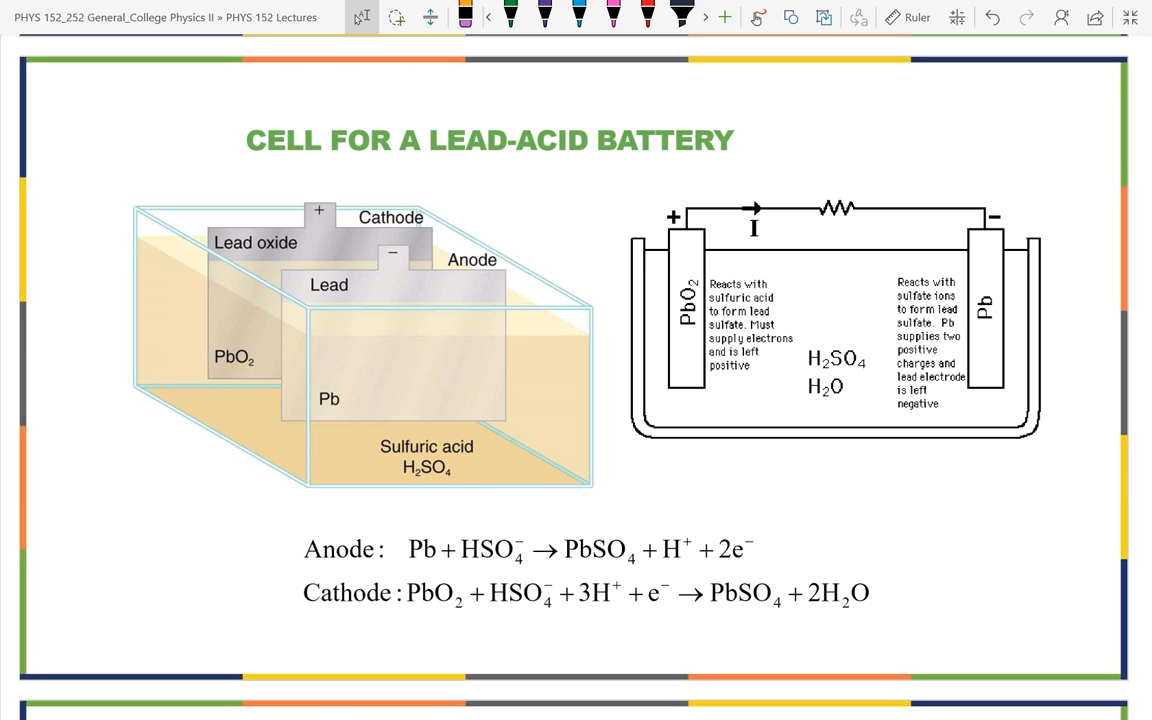 PHYS 152_252 General_College Physics II » PHYS 152 Lectures
Ruler
CELL FOR A LEAD-ACID BATTERY
+
Cathode
Lead oxide
−
Anode
Lead
PbO₂
Pb
Sulfuric acid
H₂SO₄
+
I
−
PbO₂
Reacts with
sulfuric acid
to form lead
sulfate. Must
supply electrons
and is left
positive
H₂SO₄
H₂O
Reacts with
sulfate ions
to form lead
sulfate. Pb
supplies two
positive
charges and
lead electrode
is left
negative
Pb
Anode: Pb + HSO₄⁻ → PbSO₄ + H⁺ + 2e⁻
Cathode: PbO₂ + HSO₄⁻ + 3H⁺ + e⁻ → PbSO₄ + 2H₂O